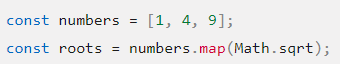 const numbers = [1, 4, 9];
const roots = numbers.map(Math.sqrt);